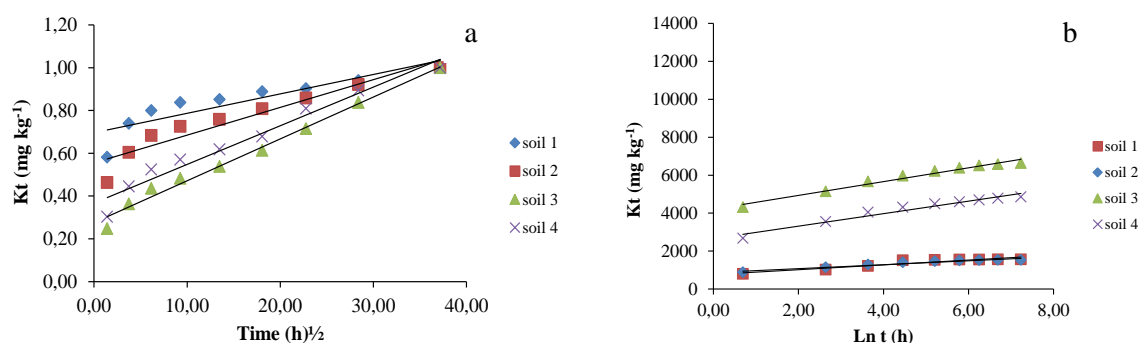 a
Kt (mg kg-1)
1,20
1,00
0,80
0,60
0,40
0,20
0,00
0,00 10,00 20,00 30,00 40,00
Time (h)½
soil 1
soil 2
soil 3
soil 4
b
Kt (mg kg-1)
14000
12000
10000
8000
6000
4000
2000
0
0,00 2,00 4,00 6,00 8,00
Ln t (h)
soil 1
soil 2
soil 3
soil 4